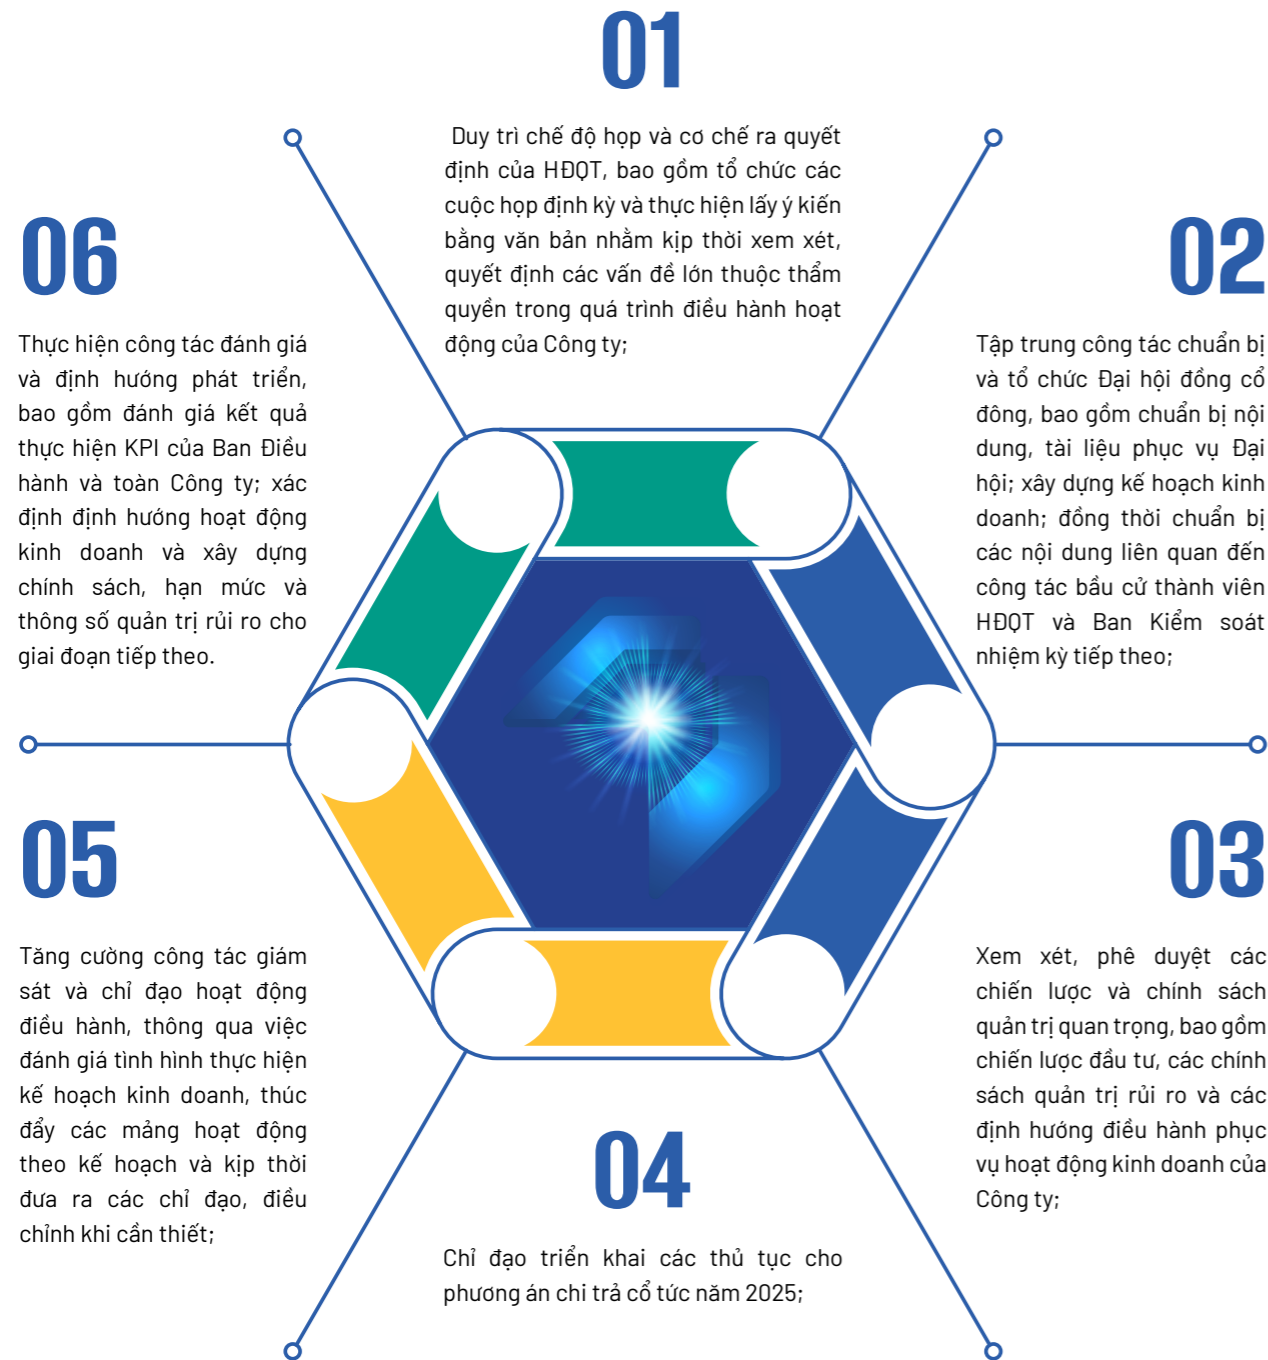 01
Duy trì chế độ họp và cơ chế ra quyết
định của HĐQT, bao gồm tổ chức các
cuộc họp định kỳ và thực hiện lấy ý kiến
bằng văn bản nhằm kịp thời xem xét,
quyết định các vấn đề lớn thuộc thẩm
quyền trong quá trình điều hành hoạt
động của Công ty;
02
Tập trung công tác chuẩn bị
và tổ chức Đại hội đồng cổ
đông, bao gồm chuẩn bị nội
dung, tài liệu phục vụ Đại
hội; xây dựng kế hoạch kinh
doanh; đồng thời chuẩn bị
các nội dung liên quan đến
công tác bầu cử thành viên
HĐQT và Ban Kiểm soát
nhiệm kỳ tiếp theo;
03
Xem xét, phê duyệt các
chiến lược và chính sách
quản trị quan trọng, bao gồm
chiến lược đầu tư, các chính
sách quản trị rủi ro và các
định hướng điều hành phục
vụ hoạt động kinh doanh của
Công ty;
04
Chỉ đạo triển khai các thủ tục cho
phương án chi trả cổ tức năm 2025;
05
Tăng cường công tác giám
sát và chỉ đạo hoạt động
điều hành, thông qua việc
đánh giá tình hình thực hiện
kế hoạch kinh doanh, thúc
đẩy các mảng hoạt động
theo kế hoạch và kịp thời
đưa ra các chỉ đạo, điều
chỉnh khi cần thiết;
06
Thực hiện công tác đánh giá
và định hướng phát triển,
bao gồm đánh giá kết quả
thực hiện KPI của Ban Điều
hành và toàn Công ty; xác
định định hướng hoạt động
kinh doanh và xây dựng
chính sách, hạn mức và
thông số quản trị rủi ro cho
giai đoạn tiếp theo.